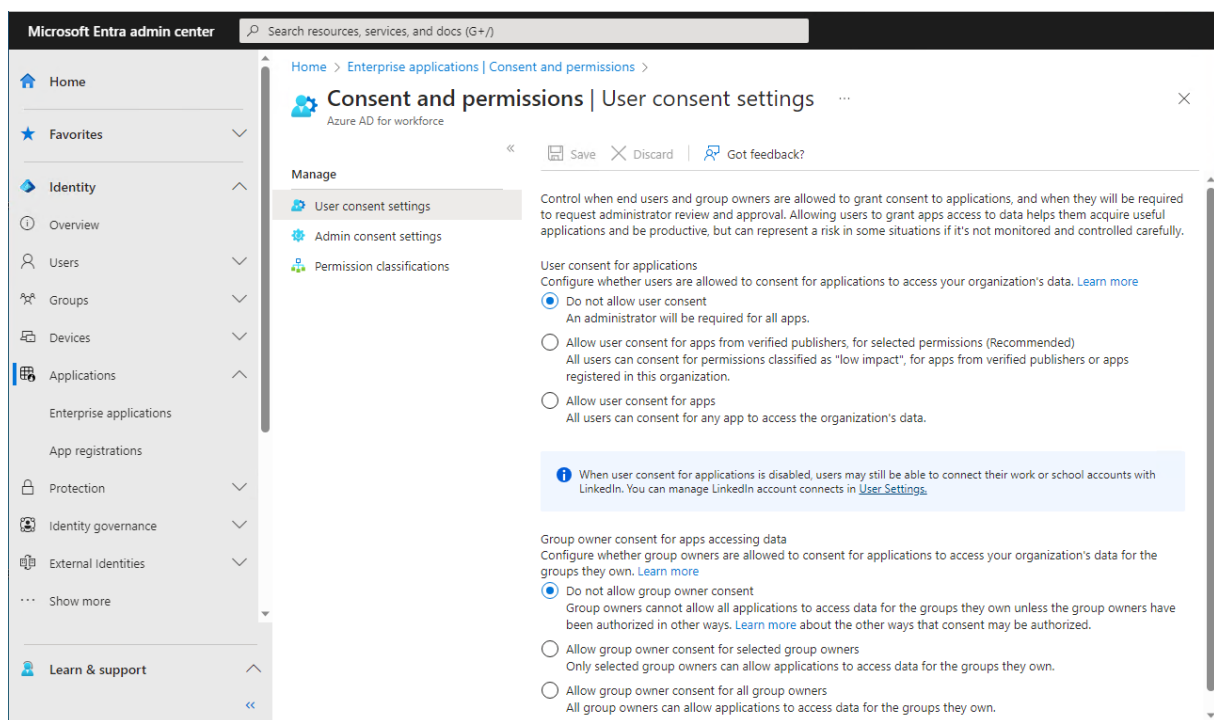 Microsoft Entra admin center
Search resources, services, and docs (G+/)
Home
Favorites
Identity
Overview
Users
Groups
Devices
Applications
Enterprise applications
App registrations
Protection
Identity governance
External Identities
Show more
Learn & support
Home > Enterprise applications | Consent and permissions >
Consent and permissions | User consent settings
Azure AD for workforce
Manage
User consent settings
Admin consent settings
Permission classifications
Save Discard Got feedback?
Control when end users and group owners are allowed to grant consent to applications, and when they will be required
to request administrator review and approval. Allowing users to grant apps access to data helps them acquire useful
applications and be productive, but can represent a risk in some situations if it's not monitored and controlled carefully.
User consent for applications
Configure whether users are allowed to consent for applications to access your organization's data. Learn more
Do not allow user consent
An administrator will be required for all apps.
Allow user consent for apps from verified publishers, for selected permissions (Recommended)
All users can consent for permissions classified as "low impact", for apps from verified publishers or apps
registered in this organization.
Allow user consent for apps
All users can consent for any app to access the organization's data.
When user consent for applications is disabled, users may still be able to connect their work or school accounts with
LinkedIn. You can manage LinkedIn account connects in User Settings.
Group owner consent for apps accessing data
Configure whether group owners are allowed to consent for applications to access your organization's data for the
groups they own. Learn more
Do not allow group owner consent
Group owners cannot allow all applications to access data for the groups they own unless the group owners have
been authorized in other ways. Learn more about the other ways that consent may be authorized.
Allow group owner consent for selected group owners
Only selected group owners can allow applications to access data for the groups they own.
Allow group owner consent for all group owners
All group owners can allow applications to access data for the groups they own.